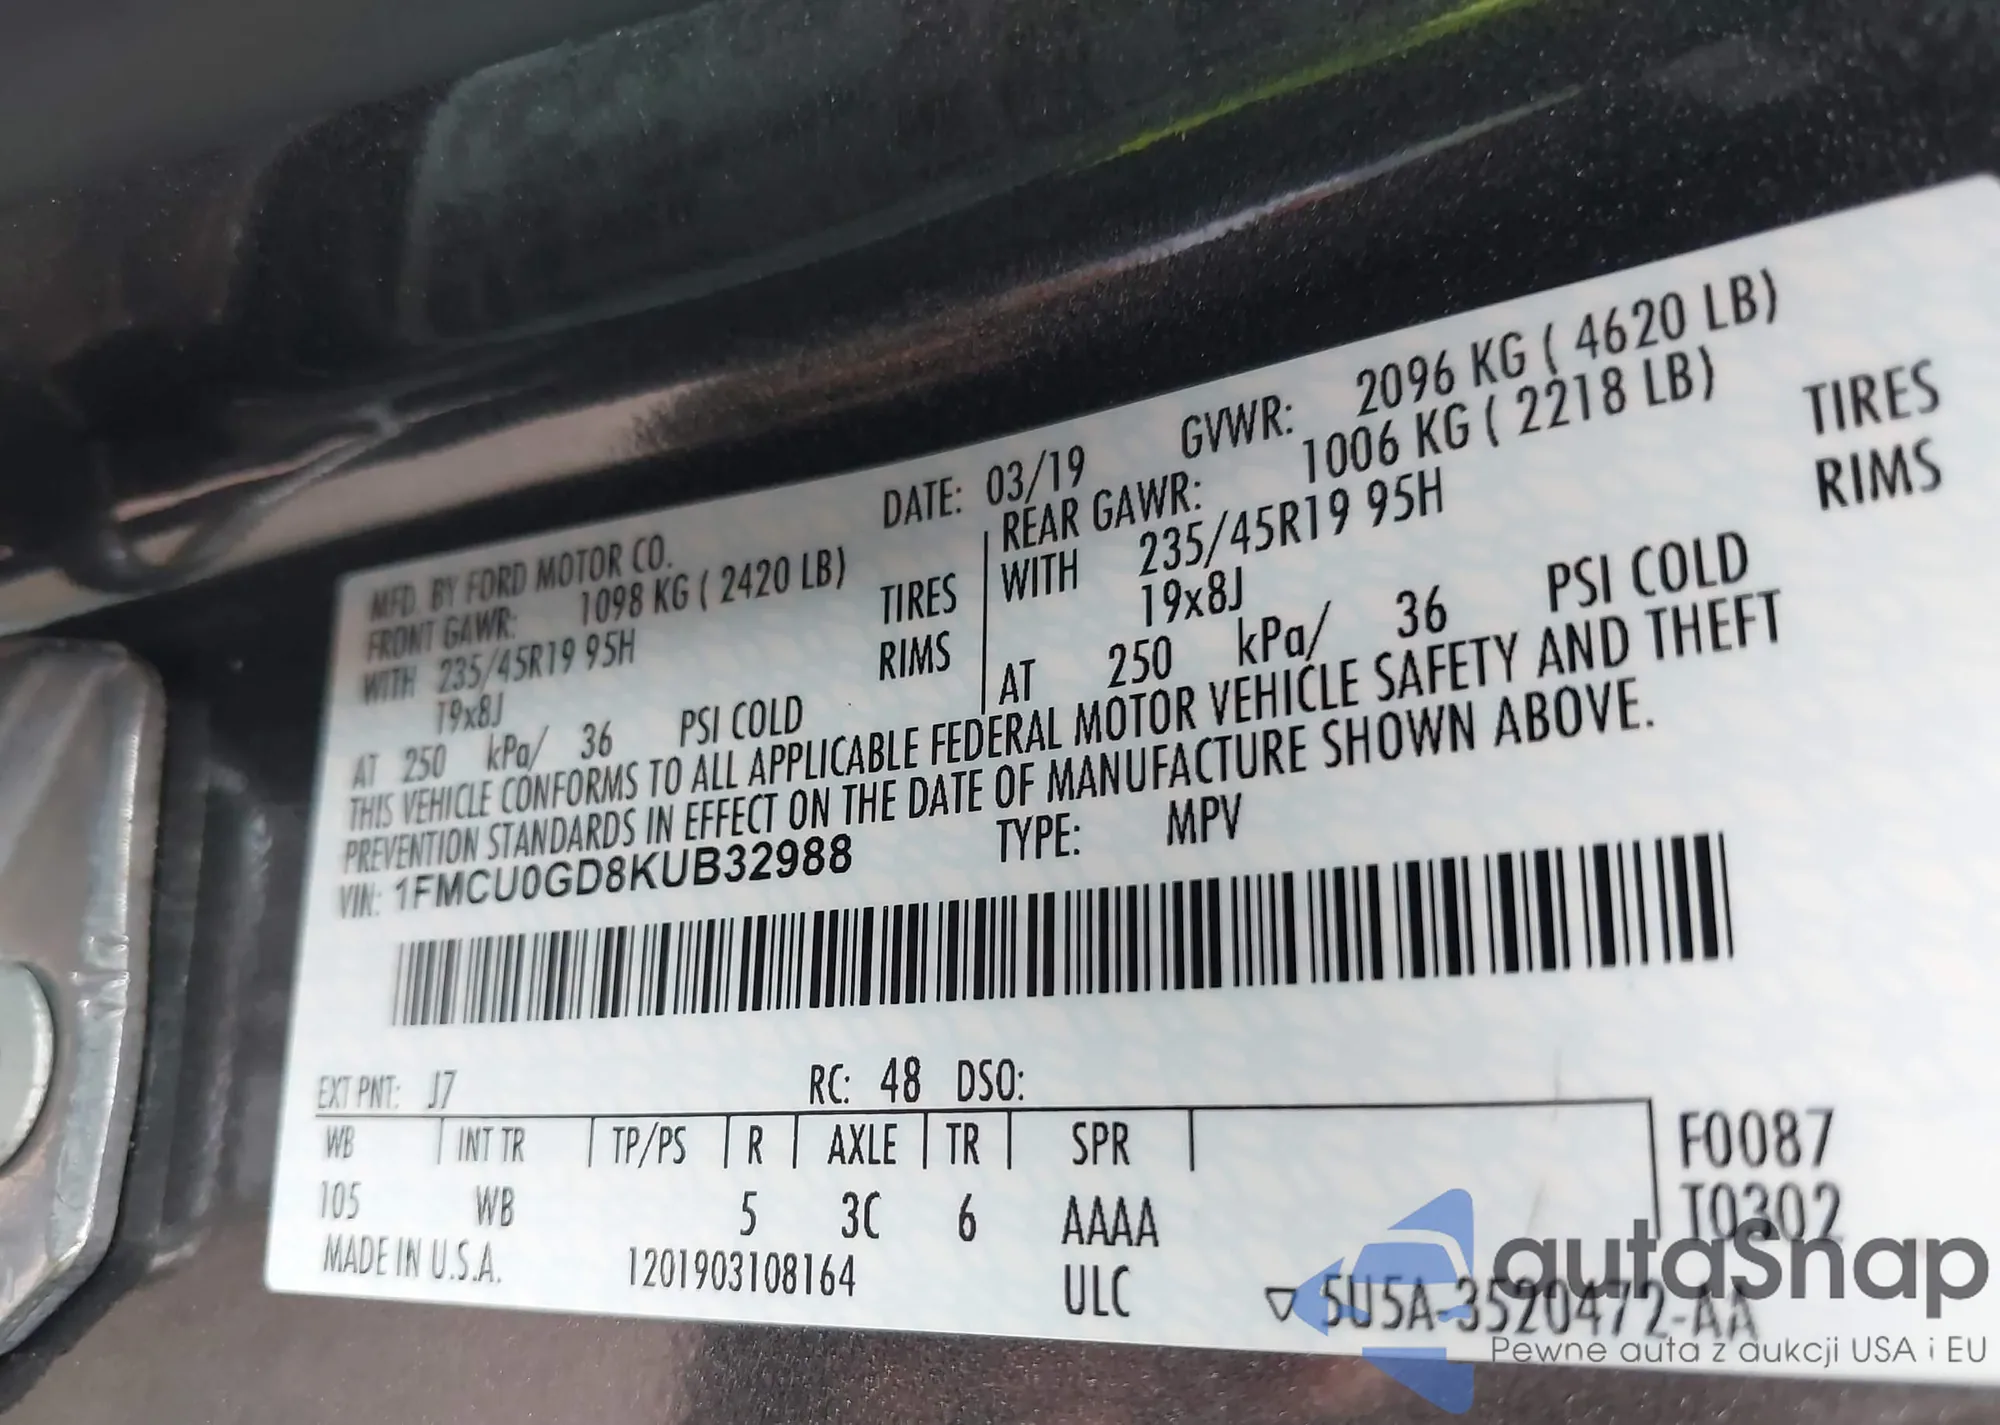 MFD. BY FORD MOTOR CO. DATE: 03/19 GVWR: 2096 KG ( 4620 LB)
FRONT GAWR: 1098 KG ( 2420 LB) REAR GAWR: 1006 KG ( 2218 LB)
WITH 235/45R19 95H TIRES WITH 235/45R19 95H TIRES
19x8J RIMS 19x8J RIMS
AT 250 kPa/ 36 PSI COLD AT 250 kPa/ 36 PSI COLD
THIS VEHICLE CONFORMS TO ALL APPLICABLE FEDERAL MOTOR VEHICLE SAFETY AND THEFT
PREVENTION STANDARDS IN EFFECT ON THE DATE OF MANUFACTURE SHOWN ABOVE.
VIN: 1FMCU0GD8KUB32988 TYPE: MPV
EXT PNT: J7 RC: 48 DSO:
WB INT TR TP/PS R AXLE TR SPR F0087
105 WB 5 3C 6 AAAA T0302
MADE IN U.S.A. 1201903108164 ULC 5U5A-3520472-AA
autaSnap
Pewne auta z aukcji USA i EU